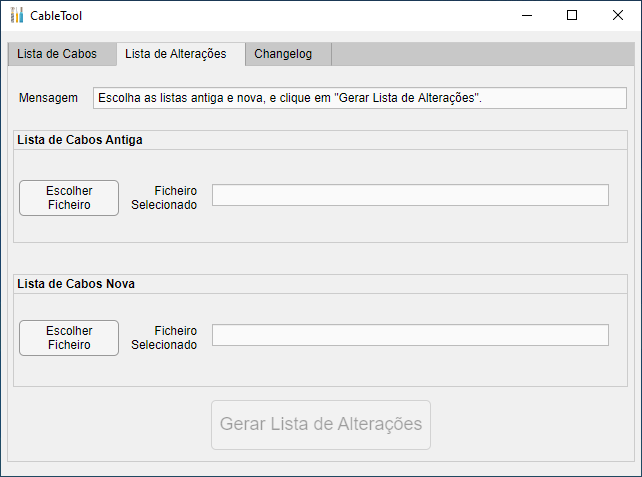 CableTool
Lista de Cabos
Lista de Alterações
Changelog
Mensagem
Escolha as listas antiga e nova, e clique em "Gerar Lista de Alterações".
Lista de Cabos Antiga
Escolher
Ficheiro
Ficheiro
Selecionado
Lista de Cabos Nova
Escolher
Ficheiro
Ficheiro
Selecionado
Gerar Lista de Alterações